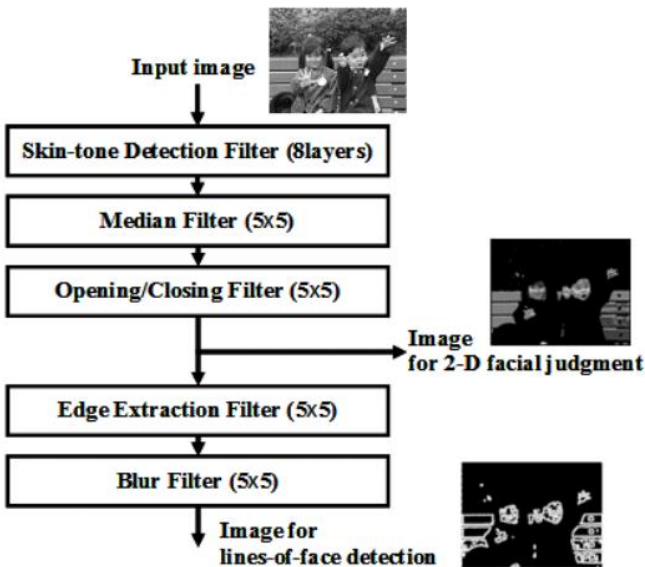 Input image
Skin-tone Detection Filter (8layers)
Median Filter (5x5)
Opening/Closing Filter (5x5)
Image
for 2-D facial judgment
Edge Extraction Filter (5x5)
Blur Filter (5x5)
Image for
lines-of-face detection